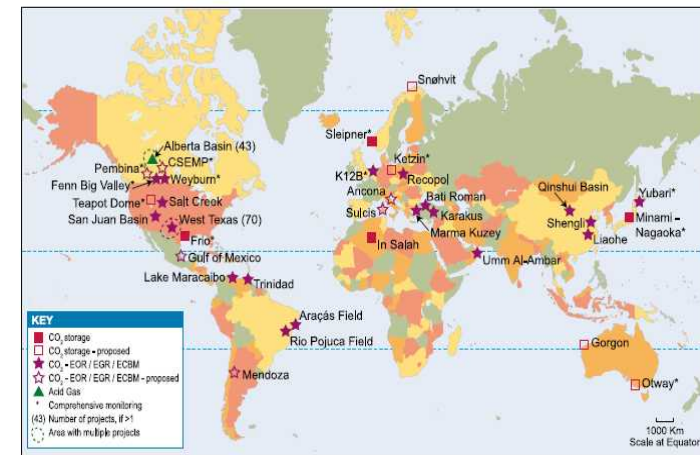 Snøhvit
Alberta Basin (43)
Sleipner*
CSEMP*
Pembina*
Ketzin*
K12B*
Fenn Big Valley*
Weyburn*
Recopol
Qinshui Basin
Yubari*
Teapot Dome*
Salt Creek
Ancona
Bati Roman
San Juan Basin
West Texas (70)
Sulcis
Karakus
Shengli
Minami –
Nagaoka*
Marma Kuzey
Frio*
In Salah
Liaohe
Gulf of Mexico
Umm Al-Ambar
Lake Maracaibo
Trinidad
Araçás Field
Rio Pojuca Field
Gorgon
Mendoza
Otway*
KEY
CO2 storage
CO2 storage – proposed
CO2 – EOR / EGR / ECBM
CO2 – EOR / EGR / ECBM – proposed
Acid Gas
* Comprehensive monitoring
(43) Number of projects, if >1
Area with multiple projects
1000 Km
Scale at Equator